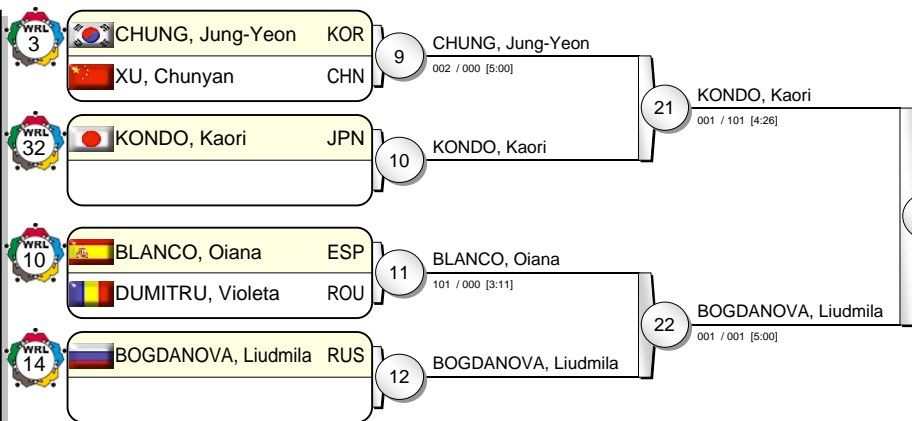 WRL
3
CHUNG, Jung-Yeon KOR
XU, Chunyan CHN
9
CHUNG, Jung-Yeon
002 / 000 [5:00]
WRL
32
KONDO, Kaori JPN
10
KONDO, Kaori
21
KONDO, Kaori
001 / 101 [4:26]
WRL
10
BLANCO, Oiana ESP
DUMITRU, Violeta ROU
11
BLANCO, Oiana
101 / 000 [3:11]
WRL
14
BOGDANOVA, Liudmila RUS
12
BOGDANOVA, Liudmila
22
BOGDANOVA, Liudmila
001 / 001 [5:00]